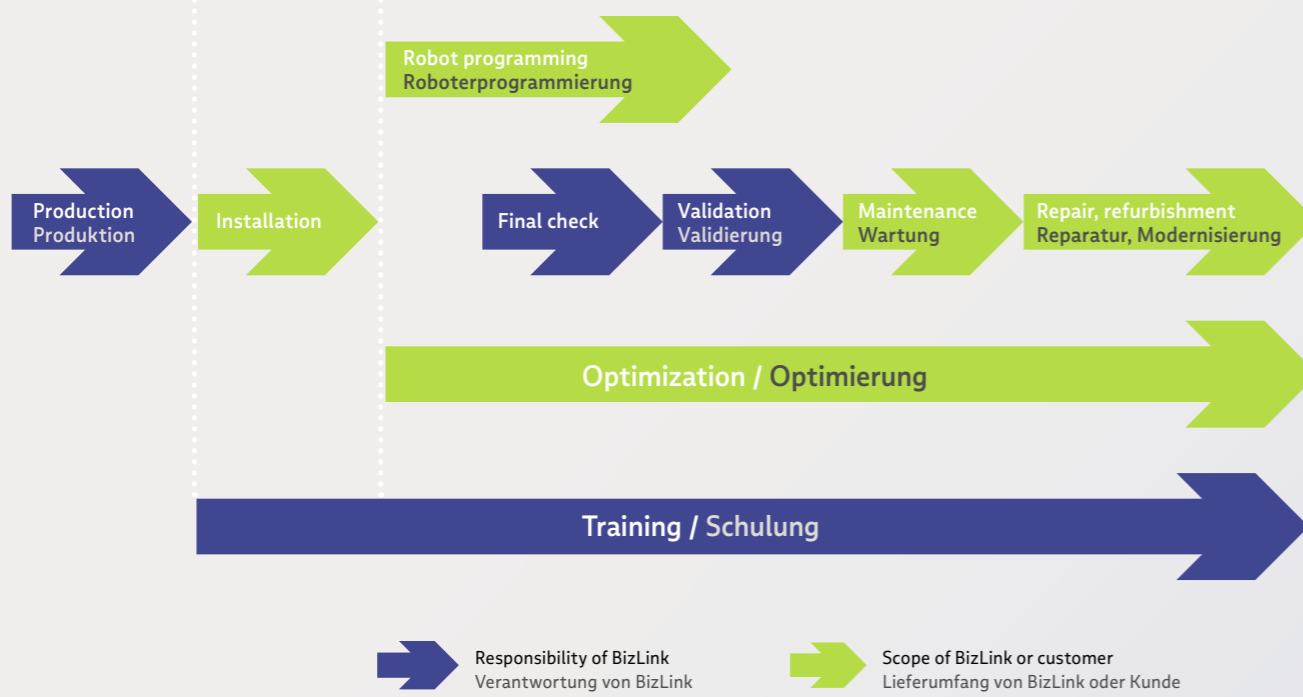 Robot programming
Roboterprogrammierung
Production
Produktion
Installation
Final check
Validation
Validierung
Maintenance
Wartung
Repair, refurbishment
Reparatur, Modernisierung
Optimization / Optimierung
Training / Schulung
Responsibility of BizLink
Verantwortung von BizLink
Scope of BizLink or customer
Lieferumfang von BizLink oder Kunde